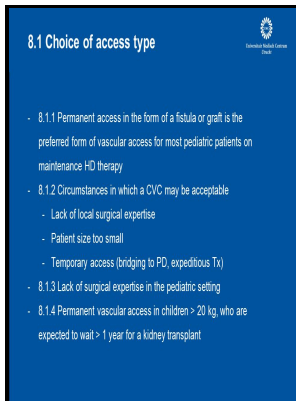 8.1 Choice of access type
Universitair Medisch Centrum
Utrecht
- 8.1.1 Permanent access in the form of a fistula or graft is the
preferred form of vascular access for most pediatric patients on
maintenance HD therapy
- 8.1.2 Circumstances in which a CVC may be acceptable
- Lack of local surgical expertise
- Patient size too small
- Temporary access (bridging to PD, expeditious Tx)
- 8.1.3 Lack of surgical expertise in the pediatric setting
- 8.1.4 Permanent vascular access in children > 20 kg, who are
expected to wait > 1 year for a kidney transplant